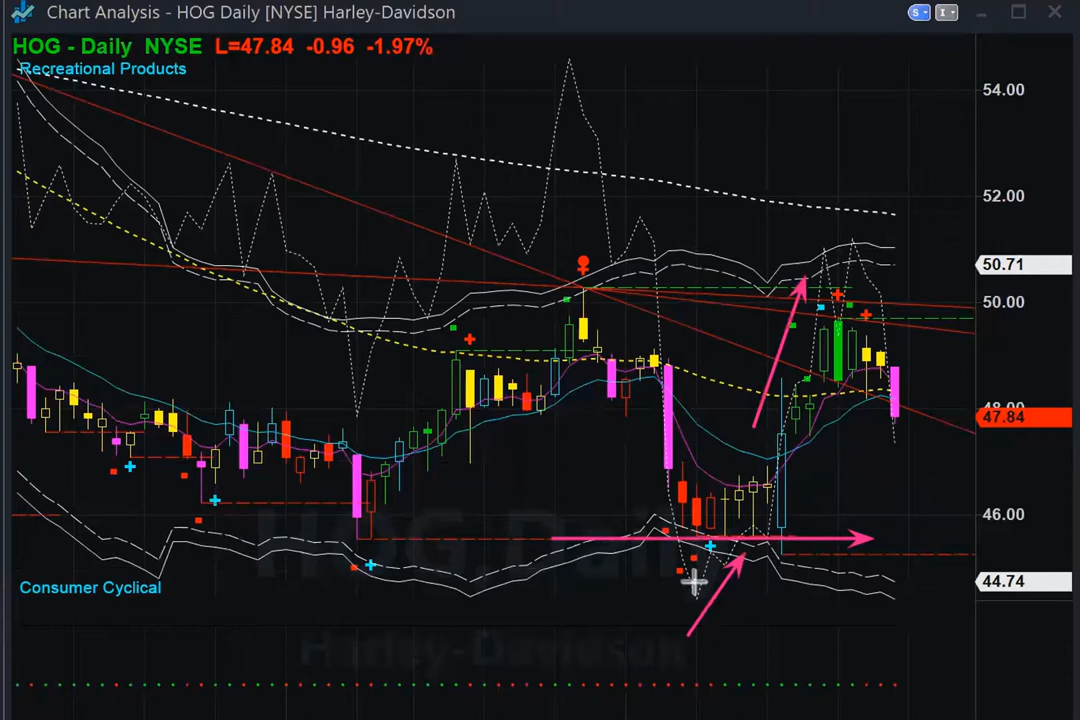 Chart Analysis - HOG Daily [NYSE] Harley-Davidson
S
I
HOG - Daily NYSE L=47.84 -0.96 -1.97%
Recreational Products
54.00
52.00
50.71
50.00
48.00
47.84
46.00
HOG.Daily
44.74
Consumer Cyclical
Harley-Davidson